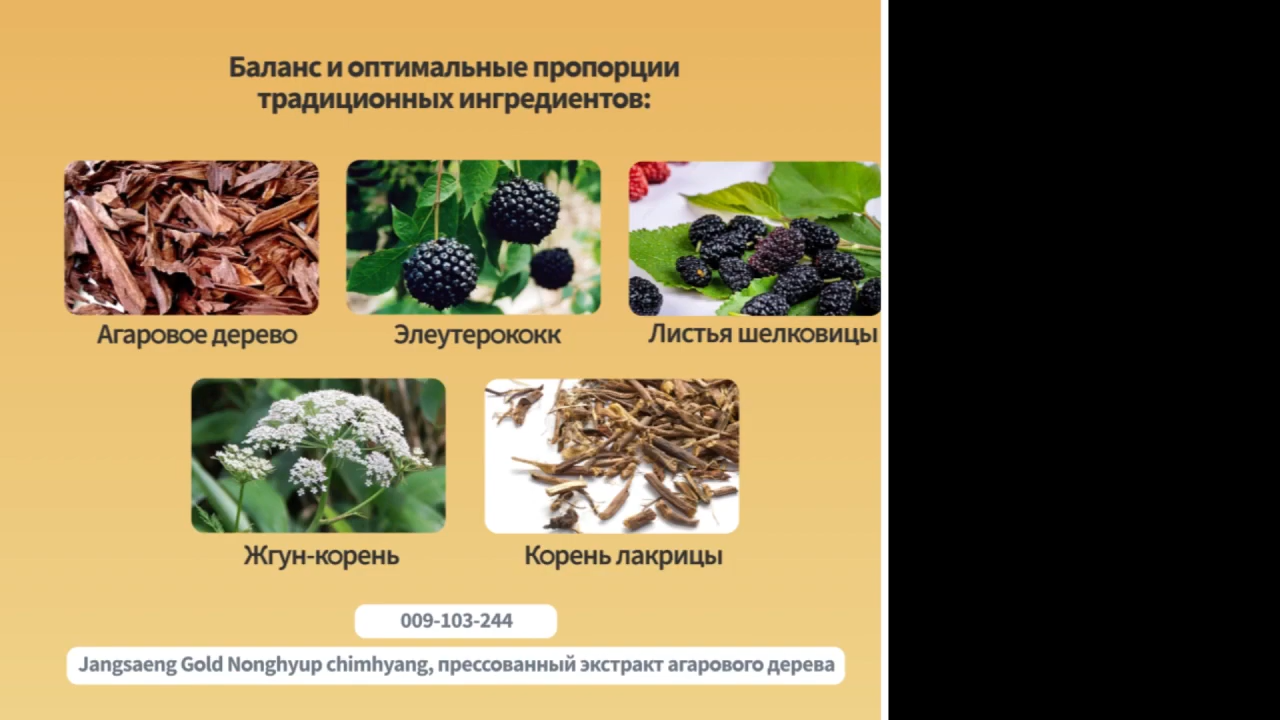 Баланс и оптимальные пропорции
традиционных ингредиентов:
Агаровое дерево
Элеутерококк
Листья шелковицы
Жгун-корень
Корень лакрицы
009-103-244
Jangsaeng Gold Nonghyup chimhyang, прессованный экстракт агарового дерева